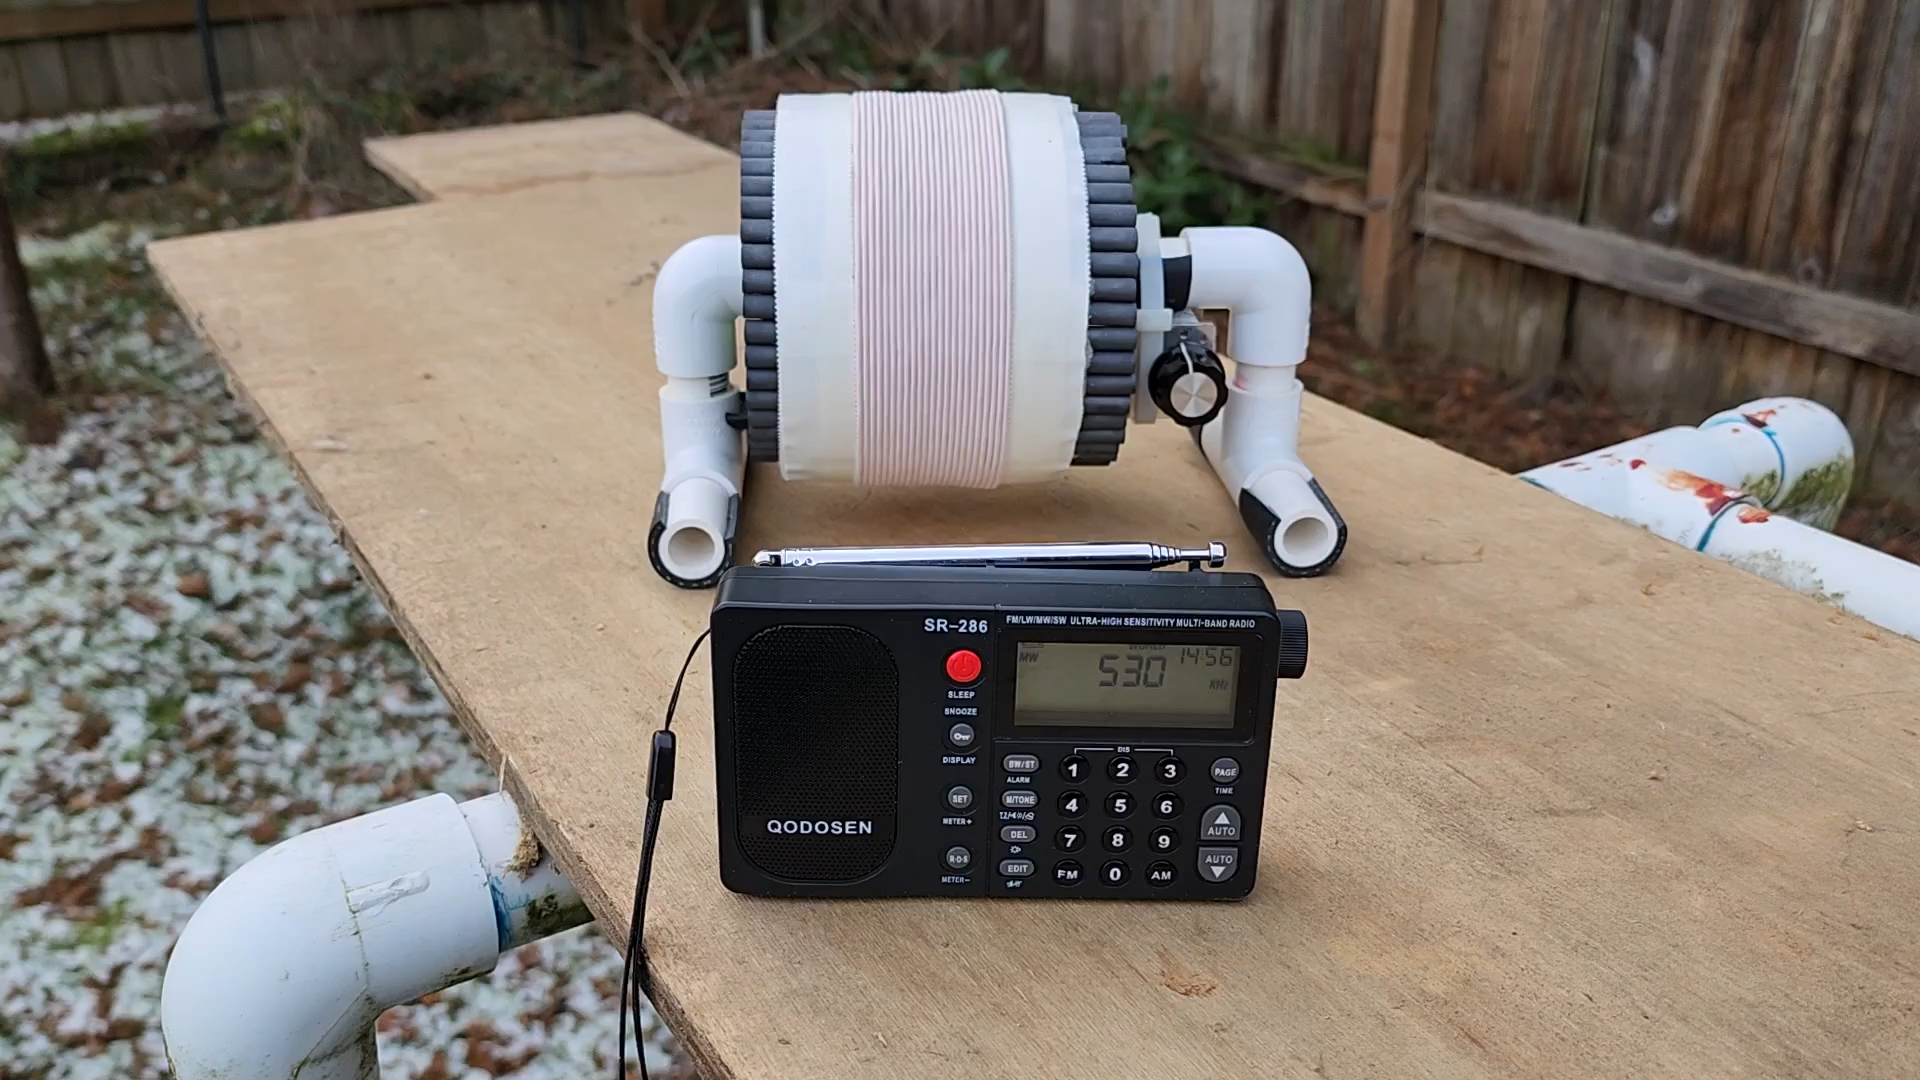 SR-286
FM/LW/MW/SW ULTRA-HIGH SENSITIVITY MULTI-BAND RADIO
MW
14:56
530
KHz
SLEEP
SNOOZE
DISPLAY
SET
METER+
R·D·S
METER-
DIS
BW/ST
ALARM
1 2 3
PAGE
TIME
M/TONE
4 5 6
AUTO
DEL
7 8 9
AUTO
EDIT
FM 0 AM
QODOSEN